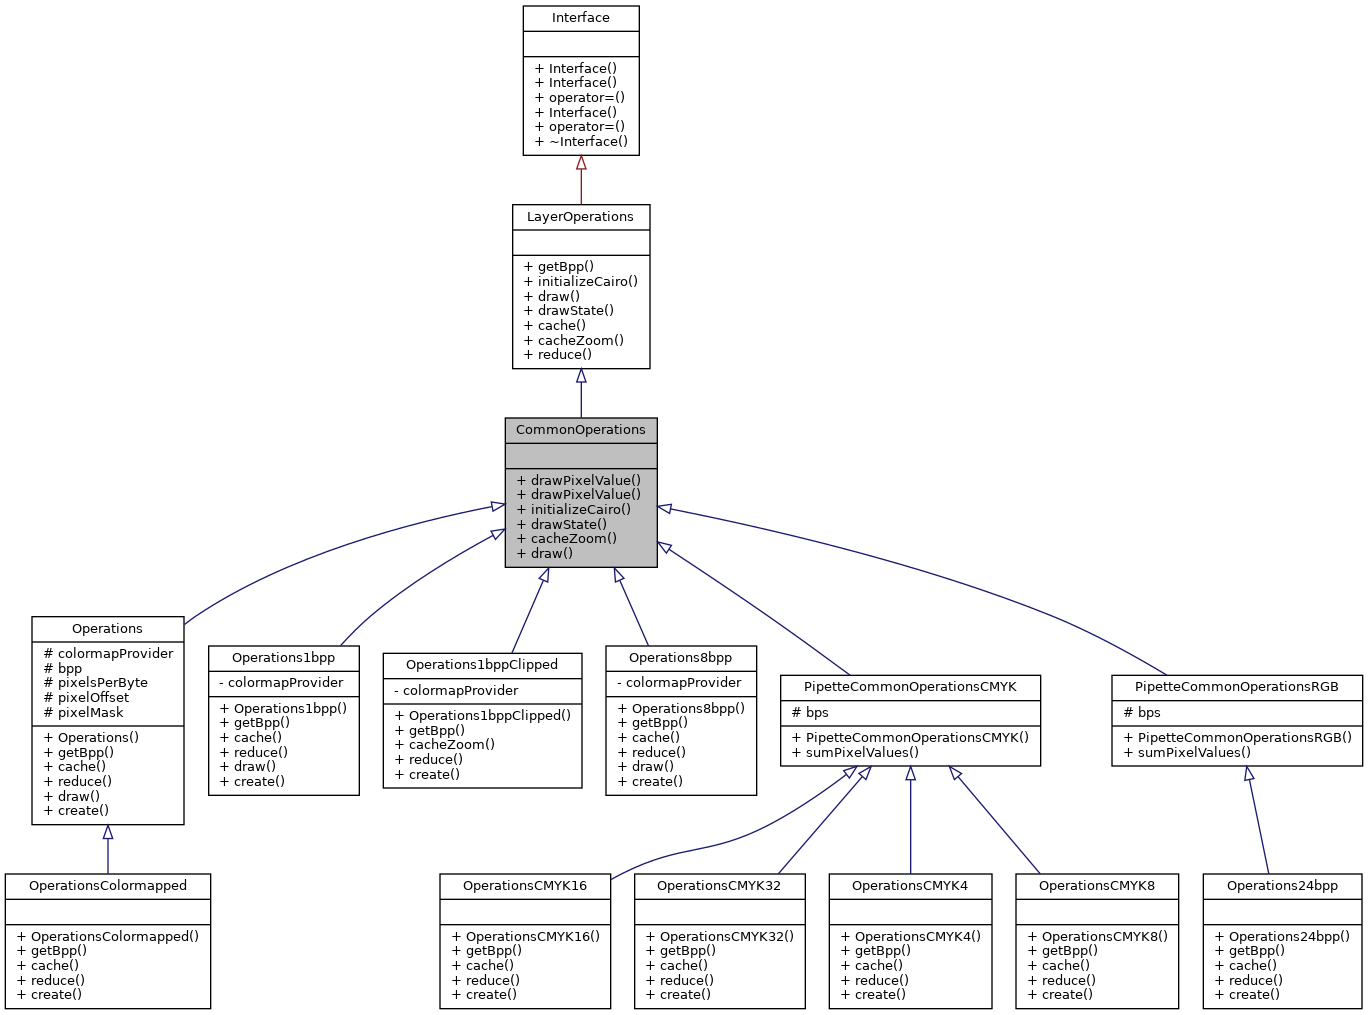 Interface
+ Interface()
+ Interface()
+ operator=()
+ Interface()
+ operator=()
+ ~Interface()
LayerOperations
+ getBpp()
+ initializeCairo()
+ draw()
+ drawState()
+ cache()
+ cacheZoom()
+ reduce()
CommonOperations
+ drawPixelValue()
+ drawPixelValue()
+ initializeCairo()
+ drawState()
+ cacheZoom()
+ draw()
Operations
# colormapProvider
# bpp
# pixelsPerByte
# pixelOffset
# pixelMask
+ Operations()
+ getBpp()
+ cache()
+ reduce()
+ draw()
+ create()
Operations1bpp
- colormapProvider
+ Operations1bpp()
+ getBpp()
+ cache()
+ reduce()
+ draw()
+ create()
Operations1bppClipped
- colormapProvider
+ Operations1bppClipped()
+ getBpp()
+ cacheZoom()
+ reduce()
+ create()
Operations8bpp
- colormapProvider
+ Operations8bpp()
+ getBpp()
+ cache()
+ reduce()
+ draw()
+ create()
PipetteCommonOperationsCMYK
# bps
+ PipetteCommonOperationsCMYK()
+ sumPixelValues()
PipetteCommonOperationsRGB
# bps
+ PipetteCommonOperationsRGB()
+ sumPixelValues()
OperationsColormapped
+ OperationsColormapped()
+ getBpp()
+ cache()
+ reduce()
+ create()
OperationsCMYK16
+ OperationsCMYK16()
+ getBpp()
+ cache()
+ reduce()
+ create()
OperationsCMYK32
+ OperationsCMYK32()
+ getBpp()
+ cache()
+ reduce()
+ create()
OperationsCMYK4
+ OperationsCMYK4()
+ getBpp()
+ cache()
+ reduce()
+ create()
OperationsCMYK8
+ OperationsCMYK8()
+ getBpp()
+ cache()
+ reduce()
+ create()
Operations24bpp
+ Operations24bpp()
+ getBpp()
+ cache()
+ reduce()
+ create()